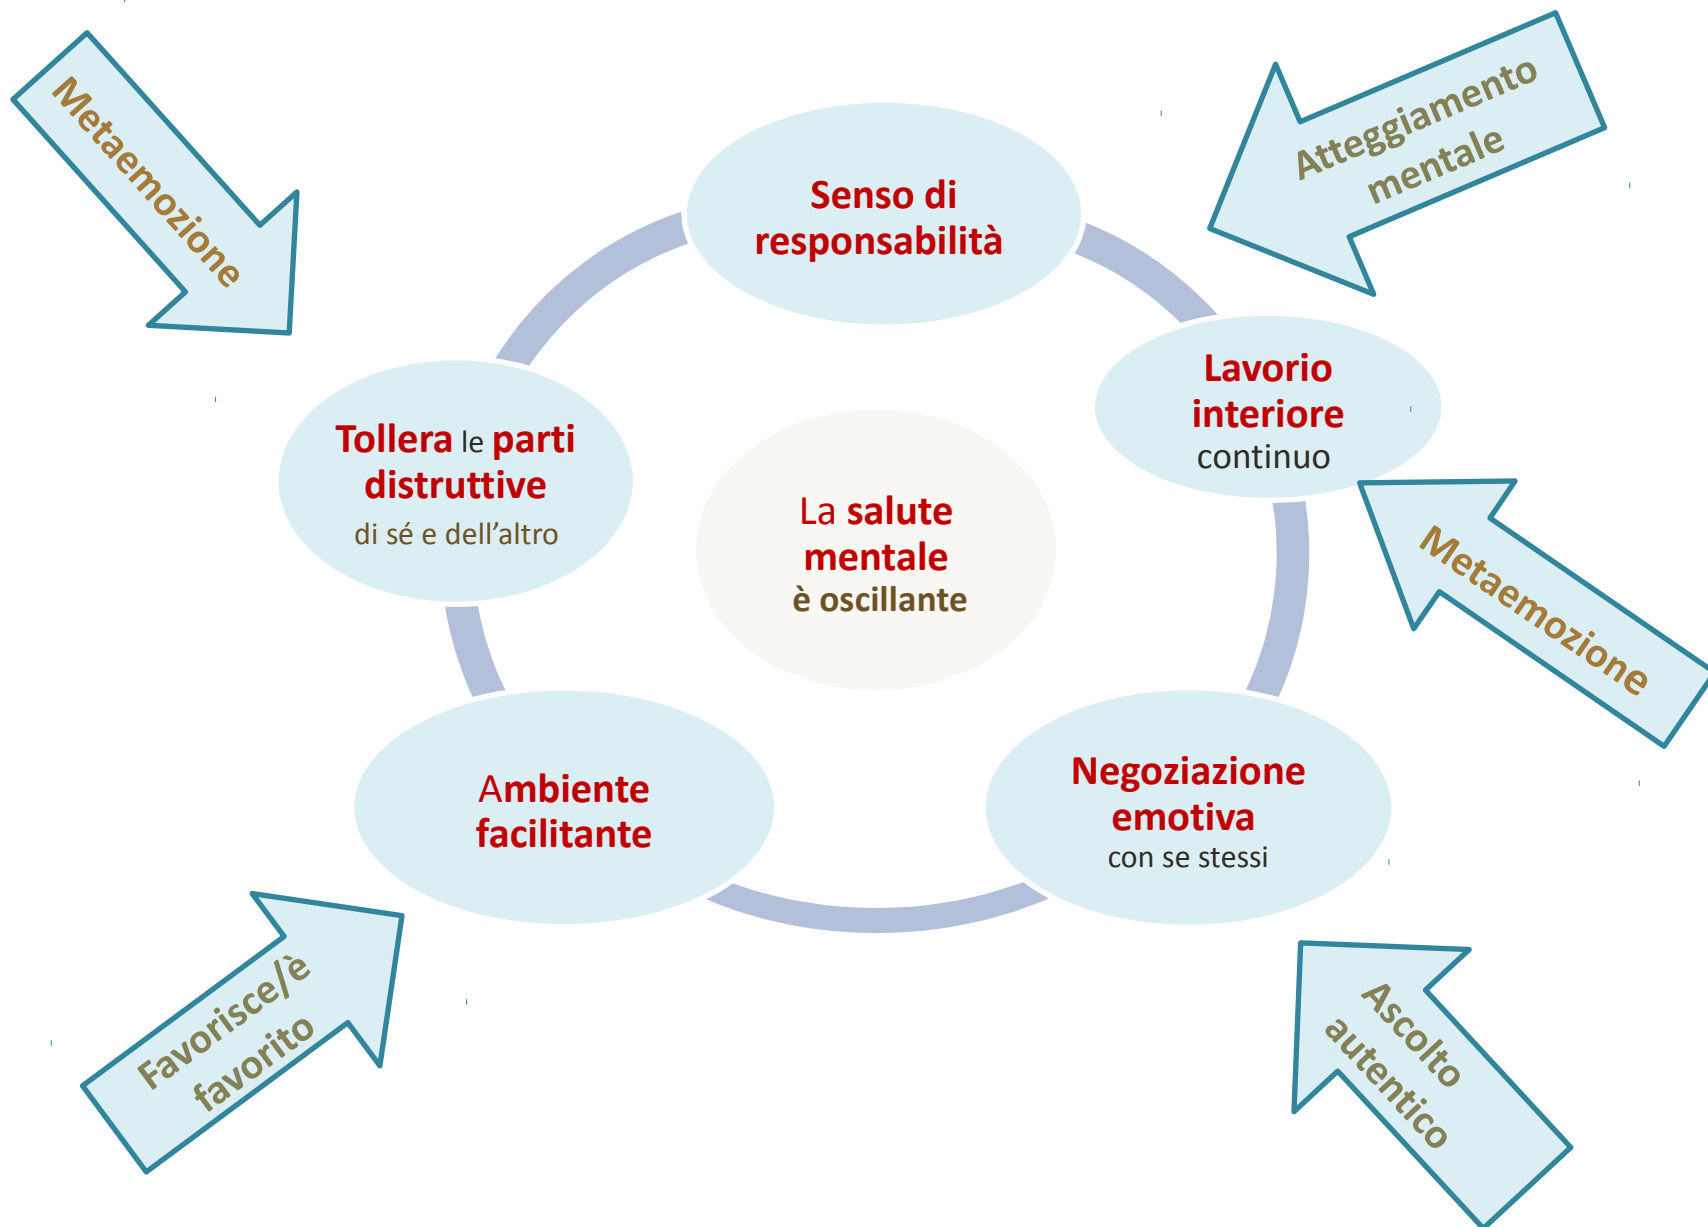 Metaemozione
Atteggiamento
mentale
Senso di
responsabilità
Lavorio
interiore
continuo
Tollera le parti
distruttive
di sé e dell’altro
La salute
mentale
è oscillante
Metaemozione
Ambiente
facilitante
Negoziazione
emotiva
con se stessi
Favorisce/è
favorito
Ascolto
autentico